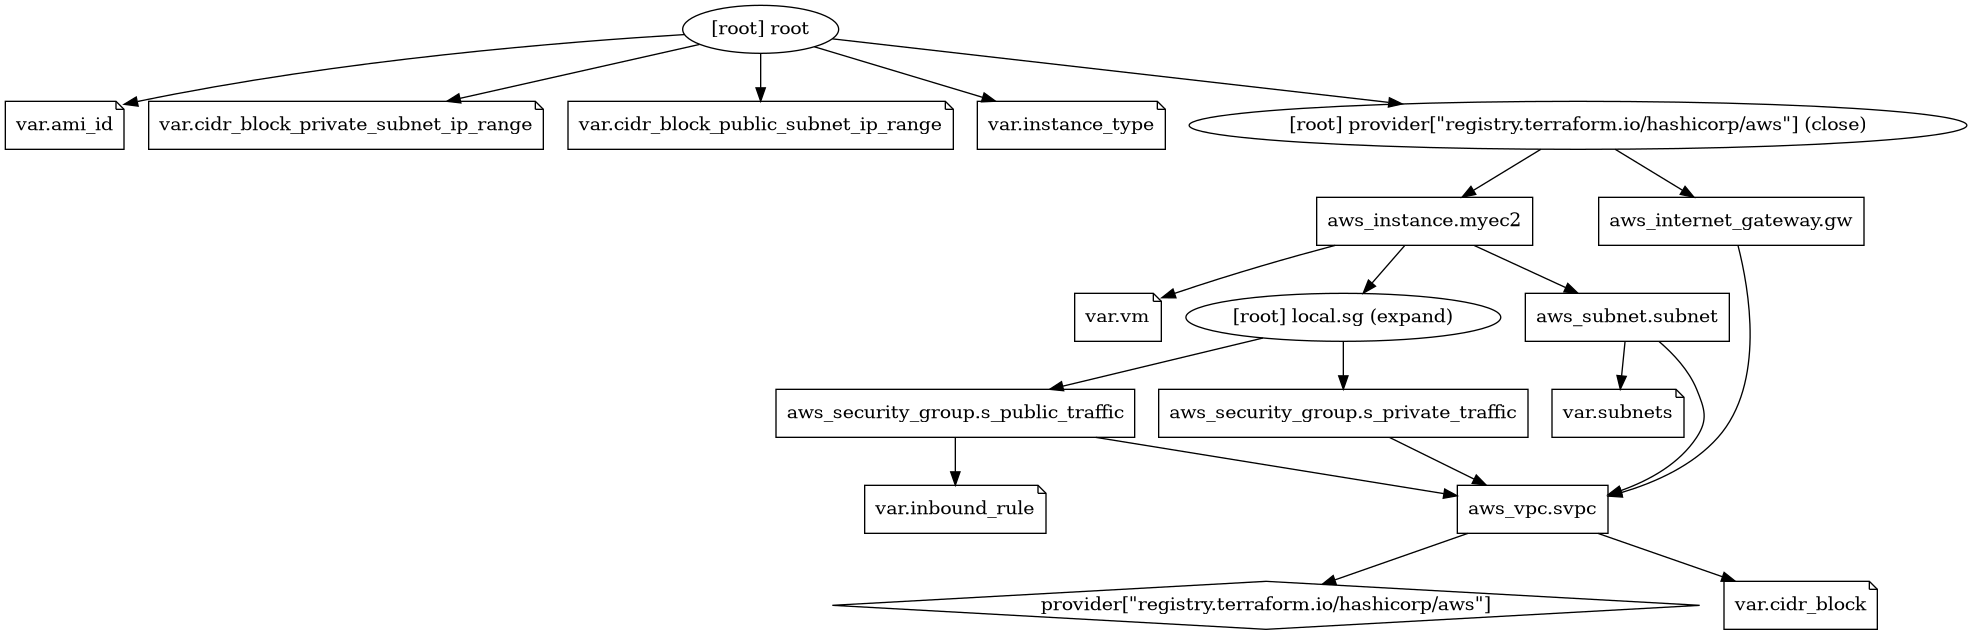 [root] root
var.ami_id
var.cidr_block_private_subnet_ip_range
var.cidr_block_public_subnet_ip_range
var.instance_type
[root] provider[\"registry.terraform.io/hashicorp/aws\"] (close)
aws_instance.myec2
aws_internet_gateway.gw
var.vm
[root] local.sg (expand)
aws_subnet.subnet
aws_security_group.s_public_traffic
aws_security_group.s_private_traffic
var.subnets
var.inbound_rule
aws_vpc.svpc
provider[\"registry.terraform.io/hashicorp/aws\"]
var.cidr_block